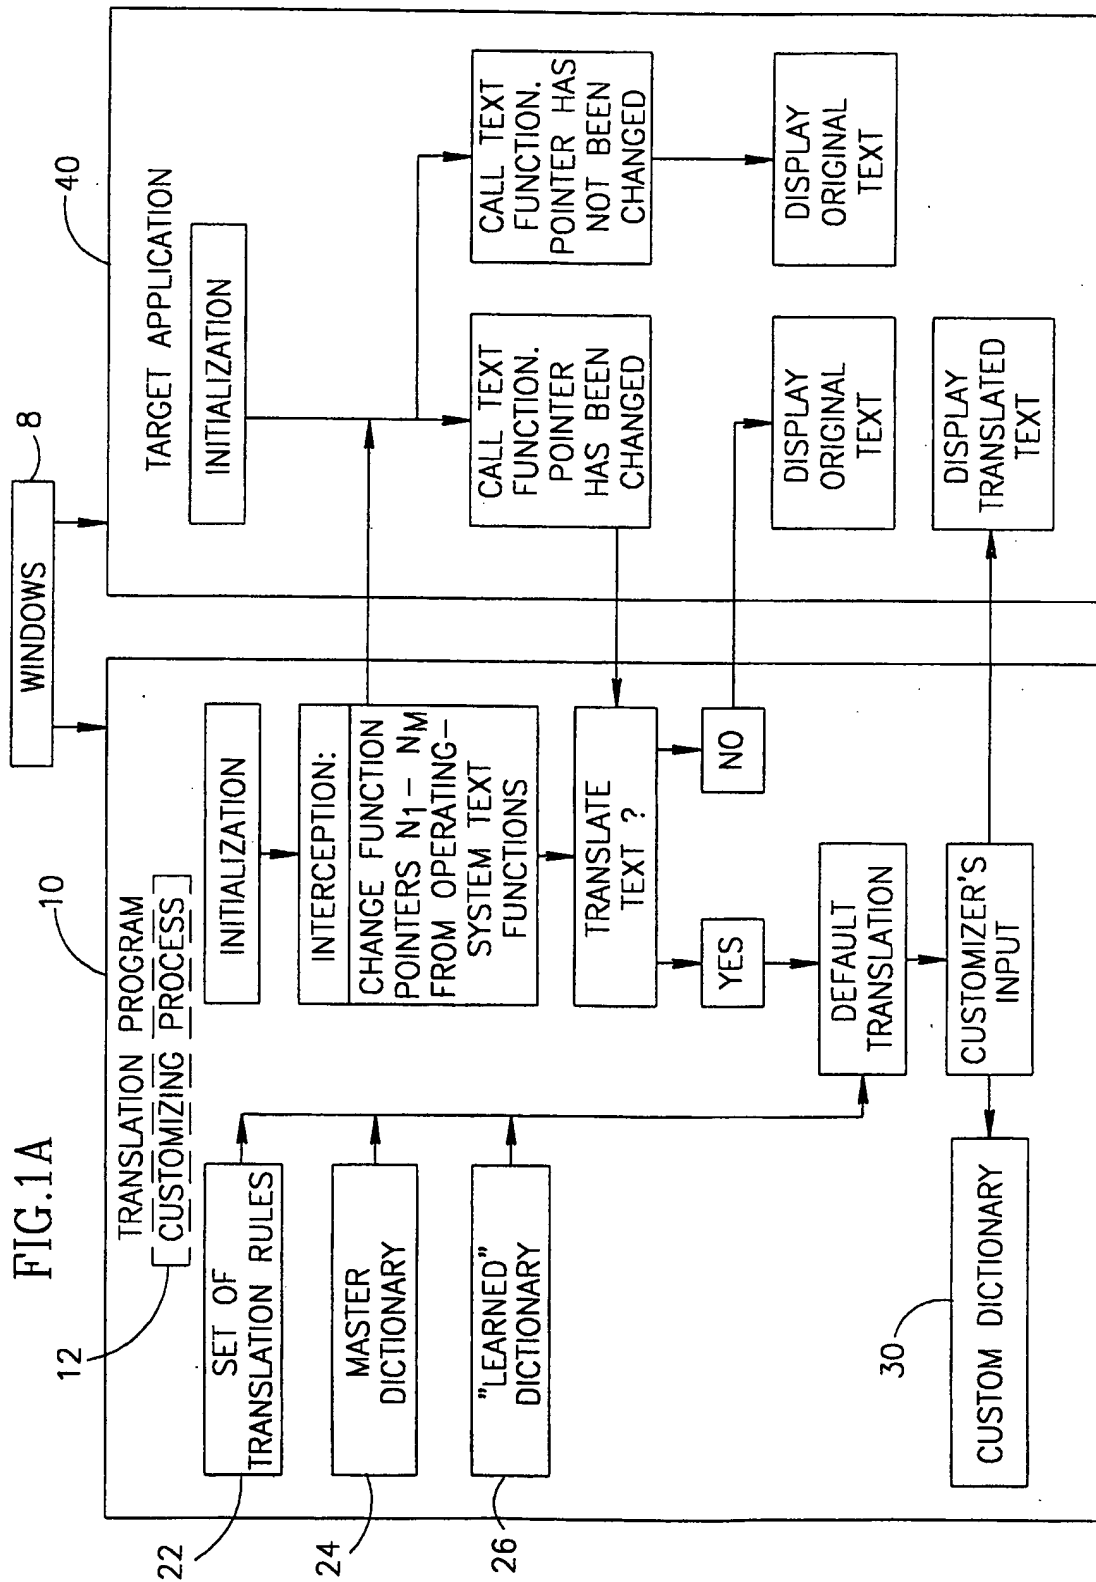 FIG.1A
WINDOWS
8
10
TRANSLATION PROGRAM
CUSTOMIZING PROCESS
12
SET OF
TRANSLATION RULES
22
MASTER
DICTIONARY
24
"LEARNED"
DICTIONARY
26
INITIALIZATION
INTERCEPTION:
CHANGE FUNCTION
POINTERS N1- NM
FROM OPERATING-
SYSTEM TEXT
FUNCTIONS
TRANSLATE
TEXT ?
YES
NO
DEFAULT
TRANSLATION
CUSTOMIZER'S
INPUT
30
CUSTOM DICTIONARY
40
TARGET APPLICATION
INITIALIZATION
CALL TEXT
FUNCTION.
POINTER
HAS BEEN
CHANGED
CALL TEXT
FUNCTION.
POINTER HAS
NOT BEEN
CHANGED
DISPLAY
ORIGINAL
TEXT
DISPLAY
ORIGINAL
TEXT
DISPLAY
TRANSLATED
TEXT